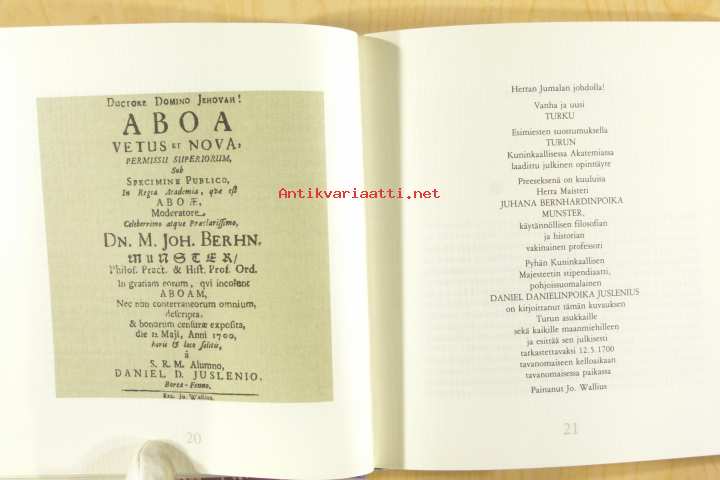 Ductore Domino Jehovah!
ABOA
VETUS ET NOVA,
PERMISSU SUPERIORUM,
Sub
Specimine Publico,
In Regia Academia, quæ est
ABOÆ,
Moderatore,
Celeberrimo atque Præclarissimo,
Dn. M. Joh. Berhn.
MUNSTER/
Philos. Pract. & Hist. Prof. Ord.
In gratiam eorum, qui incolunt
ABOAM,
Nec non conterraneorum omnium,
descripta,
& bonorum censuræ exposita,
die 12 Maji, Anni 1700,
horis & loco solitis,
â
S. R. M. Alumno,
DANIEL D. JUSLENIO.
Borea-Fenno.
Exc. Jo. Wallius.
20
Herran Jumalan johdolla!
Vanha ja uusi
TURKU
Esimiesten suostumuksella
TURUN
Kuninkaallisessa Akatemiassa
laadittu julkinen opinnäyte
Preeseksenä on kuuluisa
Herra Maisteri
JUHANA BERNHARDINPOIKA
MUNSTER,
käytännöllisen filosofian
ja historian
vakinainen professori
Pyhän Kuninkaallisen
Majesteetin stipendiaatti,
pohjoissuomalainen
DANIEL DANIELINPOIKA JUSLENIUS
on kirjoittanut tämän kuvauksen
Turun asukkaille
sekä kaikille maanmiehilleen
ja esittää sen julkisesti
tarkastettavaksi 12.5.1700
tavanomaiseen kelloaikaan
tavanomaisessa paikassa
Painanut Jo. Wallius
21
Antikvariaatti.net